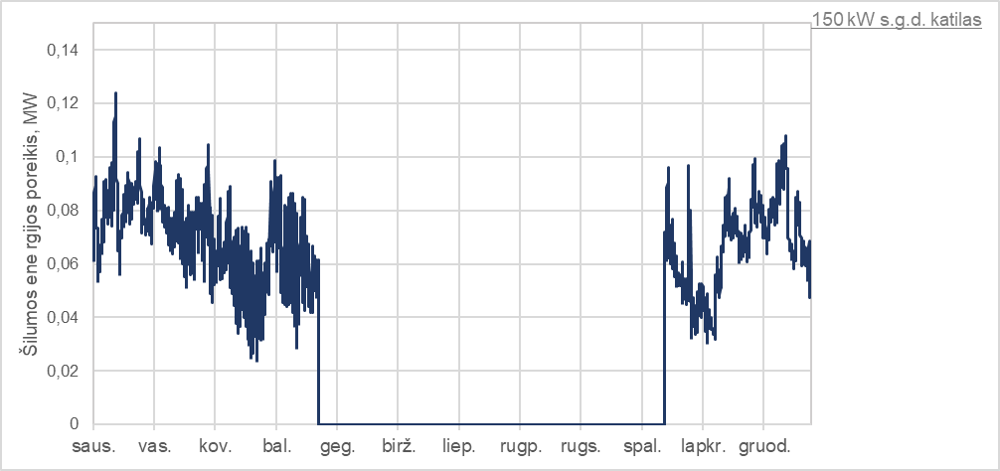 150 kW s.g.d. katilas
Šilumos ene rgijos poreikis, MW
0,14
0,12
0,1
0,08
0,06
0,04
0,02
0
saus. vas. kov. bal. geg. birž. liep. rugp. rugs. spal. lapkr. gruod.